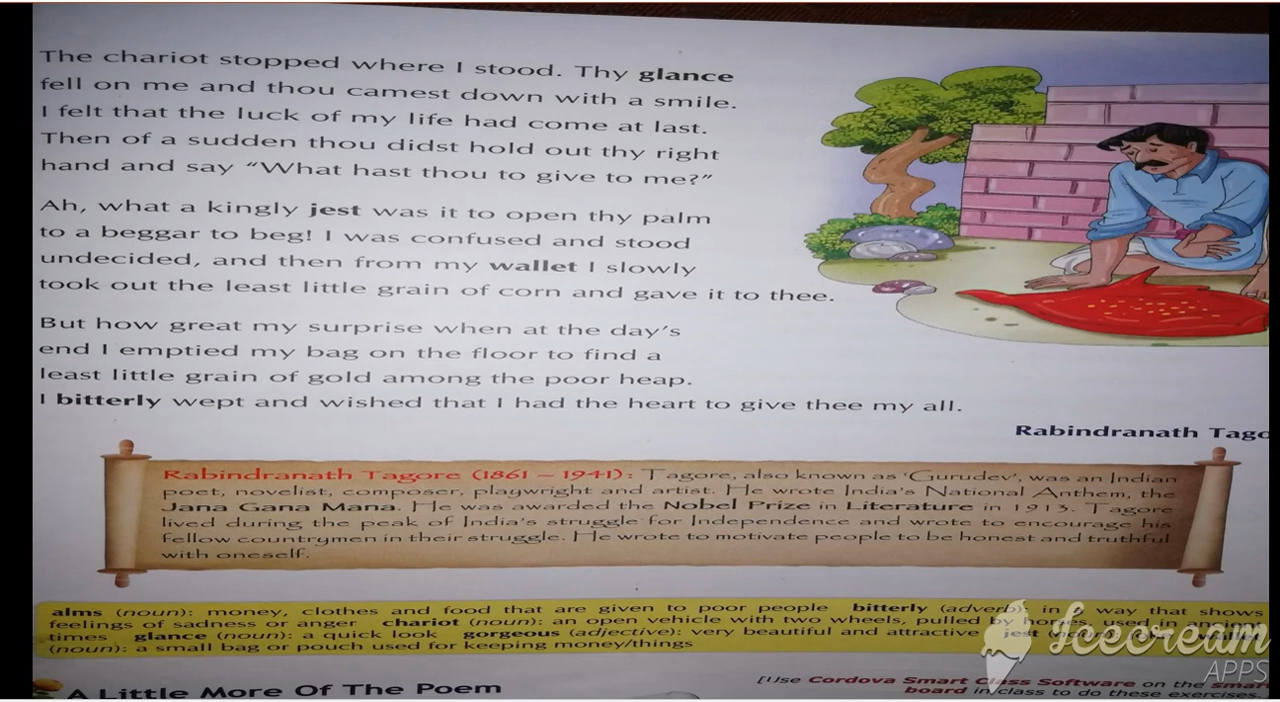 The chariot stopped where I stood. Thy glance
fell on me and thou camest down with a smile.
I felt that the luck of my life had come at last.
Then of a sudden thou didst hold out thy right
hand and say “What hast thou to give to me?”
Ah, what a kingly jest was it to open thy palm
to a beggar to beg! I was confused and stood
undecided, and then from my wallet I slowly
took out the least little grain of corn and gave it to thee.
But how great my surprise when at the day’s
end I emptied my bag on the floor to find a
least little grain of gold among the poor heap.
I bitterly wept and wished that I had the heart to give thee my all.
Rabindranath Tago
Rabindranath Tagore (1861 – 1941): Tagore, also known as ‘Gurudev’, was an Indian
poet, novelist, composer, playwright and artist. He wrote India’s National Anthem, the
Jana Gana Mana. He was awarded the Nobel Prize in Literature in 1913. Tagore
lived during the peak of India’s struggle for Independence and wrote to encourage his
fellow countrymen in their struggle. He wrote to motivate people to be honest and truthful
with oneself.
alms (noun): money, clothes and food that are given to poor people bitterly (adverb): in a way that shows
feelings of sadness or anger chariot (noun): an open vehicle with two wheels, pulled by horses, used in ancient
times glance (noun): a quick look gorgeous (adjective): very beautiful and attractive jest
(noun): a small bag or pouch used for keeping money/things
Icecream
APPS
A Little More Of The Poem
[Use Cordova Smart Class Software on the smart
board in class to do these exercises.